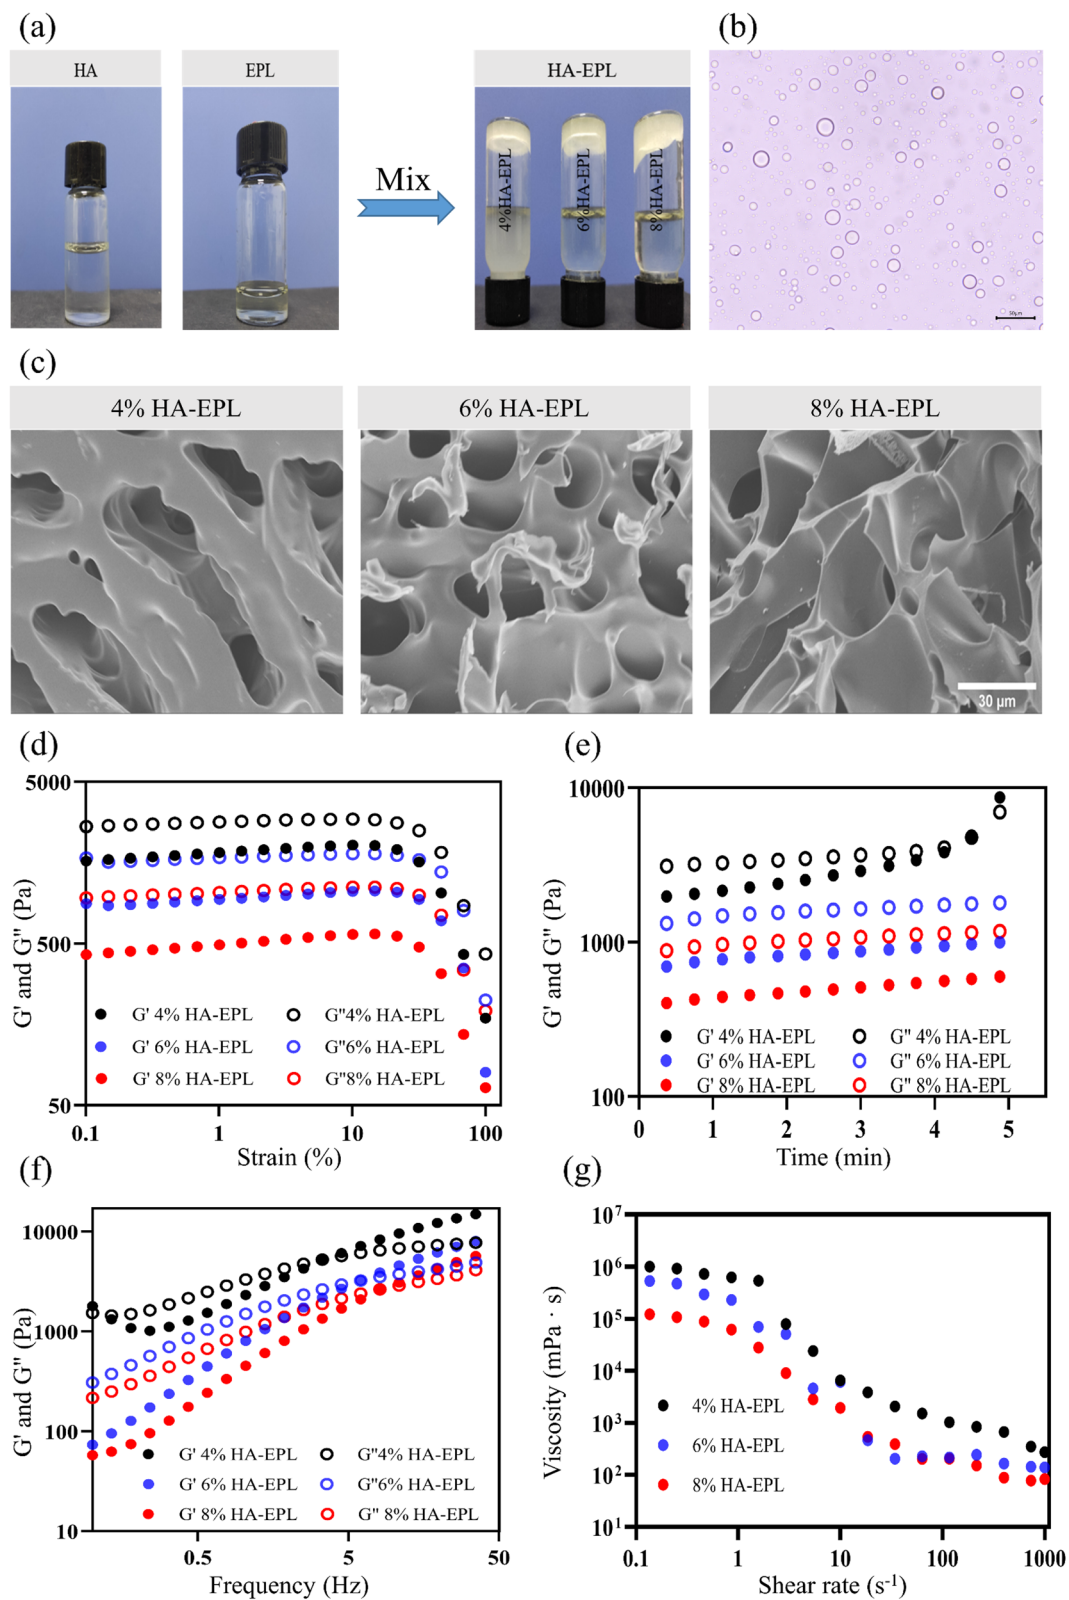 (a)
(b)
HA
EPL
HA-EPL
Mix
4%HA-EPL
6%HA-EPL
8%HA-EPL
50μm
(c)
4% HA-EPL
6% HA-EPL
8% HA-EPL
30 μm
(d)
(e)
5000
500
50
G' and G'' (Pa)
G' 4% HA-EPL
G''4% HA-EPL
G' 6% HA-EPL
G''6% HA-EPL
G' 8% HA-EPL
G''8% HA-EPL
0.1
1
10
100
Strain (%)
10000
1000
100
G' and G'' (Pa)
G' 4% HA-EPL
G'' 4% HA-EPL
G' 6% HA-EPL
G'' 6% HA-EPL
G' 8% HA-EPL
G'' 8% HA-EPL
0
1
2
3
4
5
Time (min)
(f)
(g)
10000
1000
100
10
G' and G'' (Pa)
G' 4% HA-EPL
G''4% HA-EPL
G' 6% HA-EPL
G''6% HA-EPL
G' 8% HA-EPL
G'' 8% HA-EPL
0.5
5
50
Frequency (Hz)
10⁷
10⁶
10⁵
10⁴
10³
10²
10¹
Viscosity (mPa · s)
4% HA-EPL
6% HA-EPL
8% HA-EPL
0.1
1
10
100
1000
Shear rate (s⁻¹)